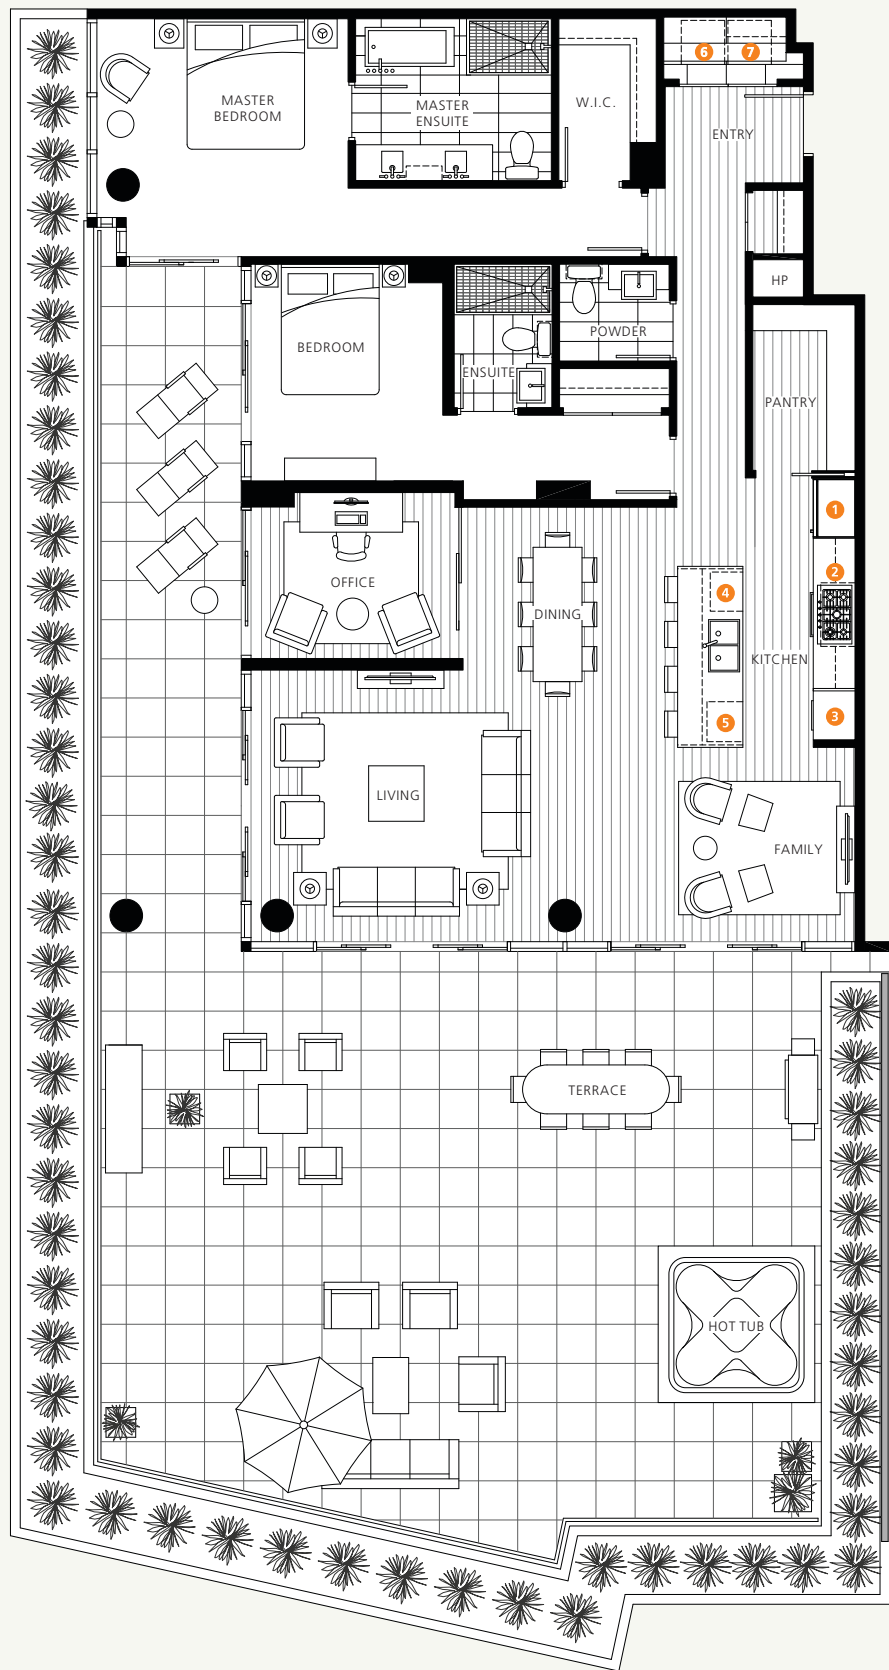 6
7
MASTER
BEDROOM
MASTER
ENSUITE
W.I.C.
ENTRY
HP
POWDER
BEDROOM
ENSUITE
PANTRY
1
2
OFFICE
4
DINING
KITCHEN
3
5
LIVING
FAMILY
TERRACE
HOT TUB